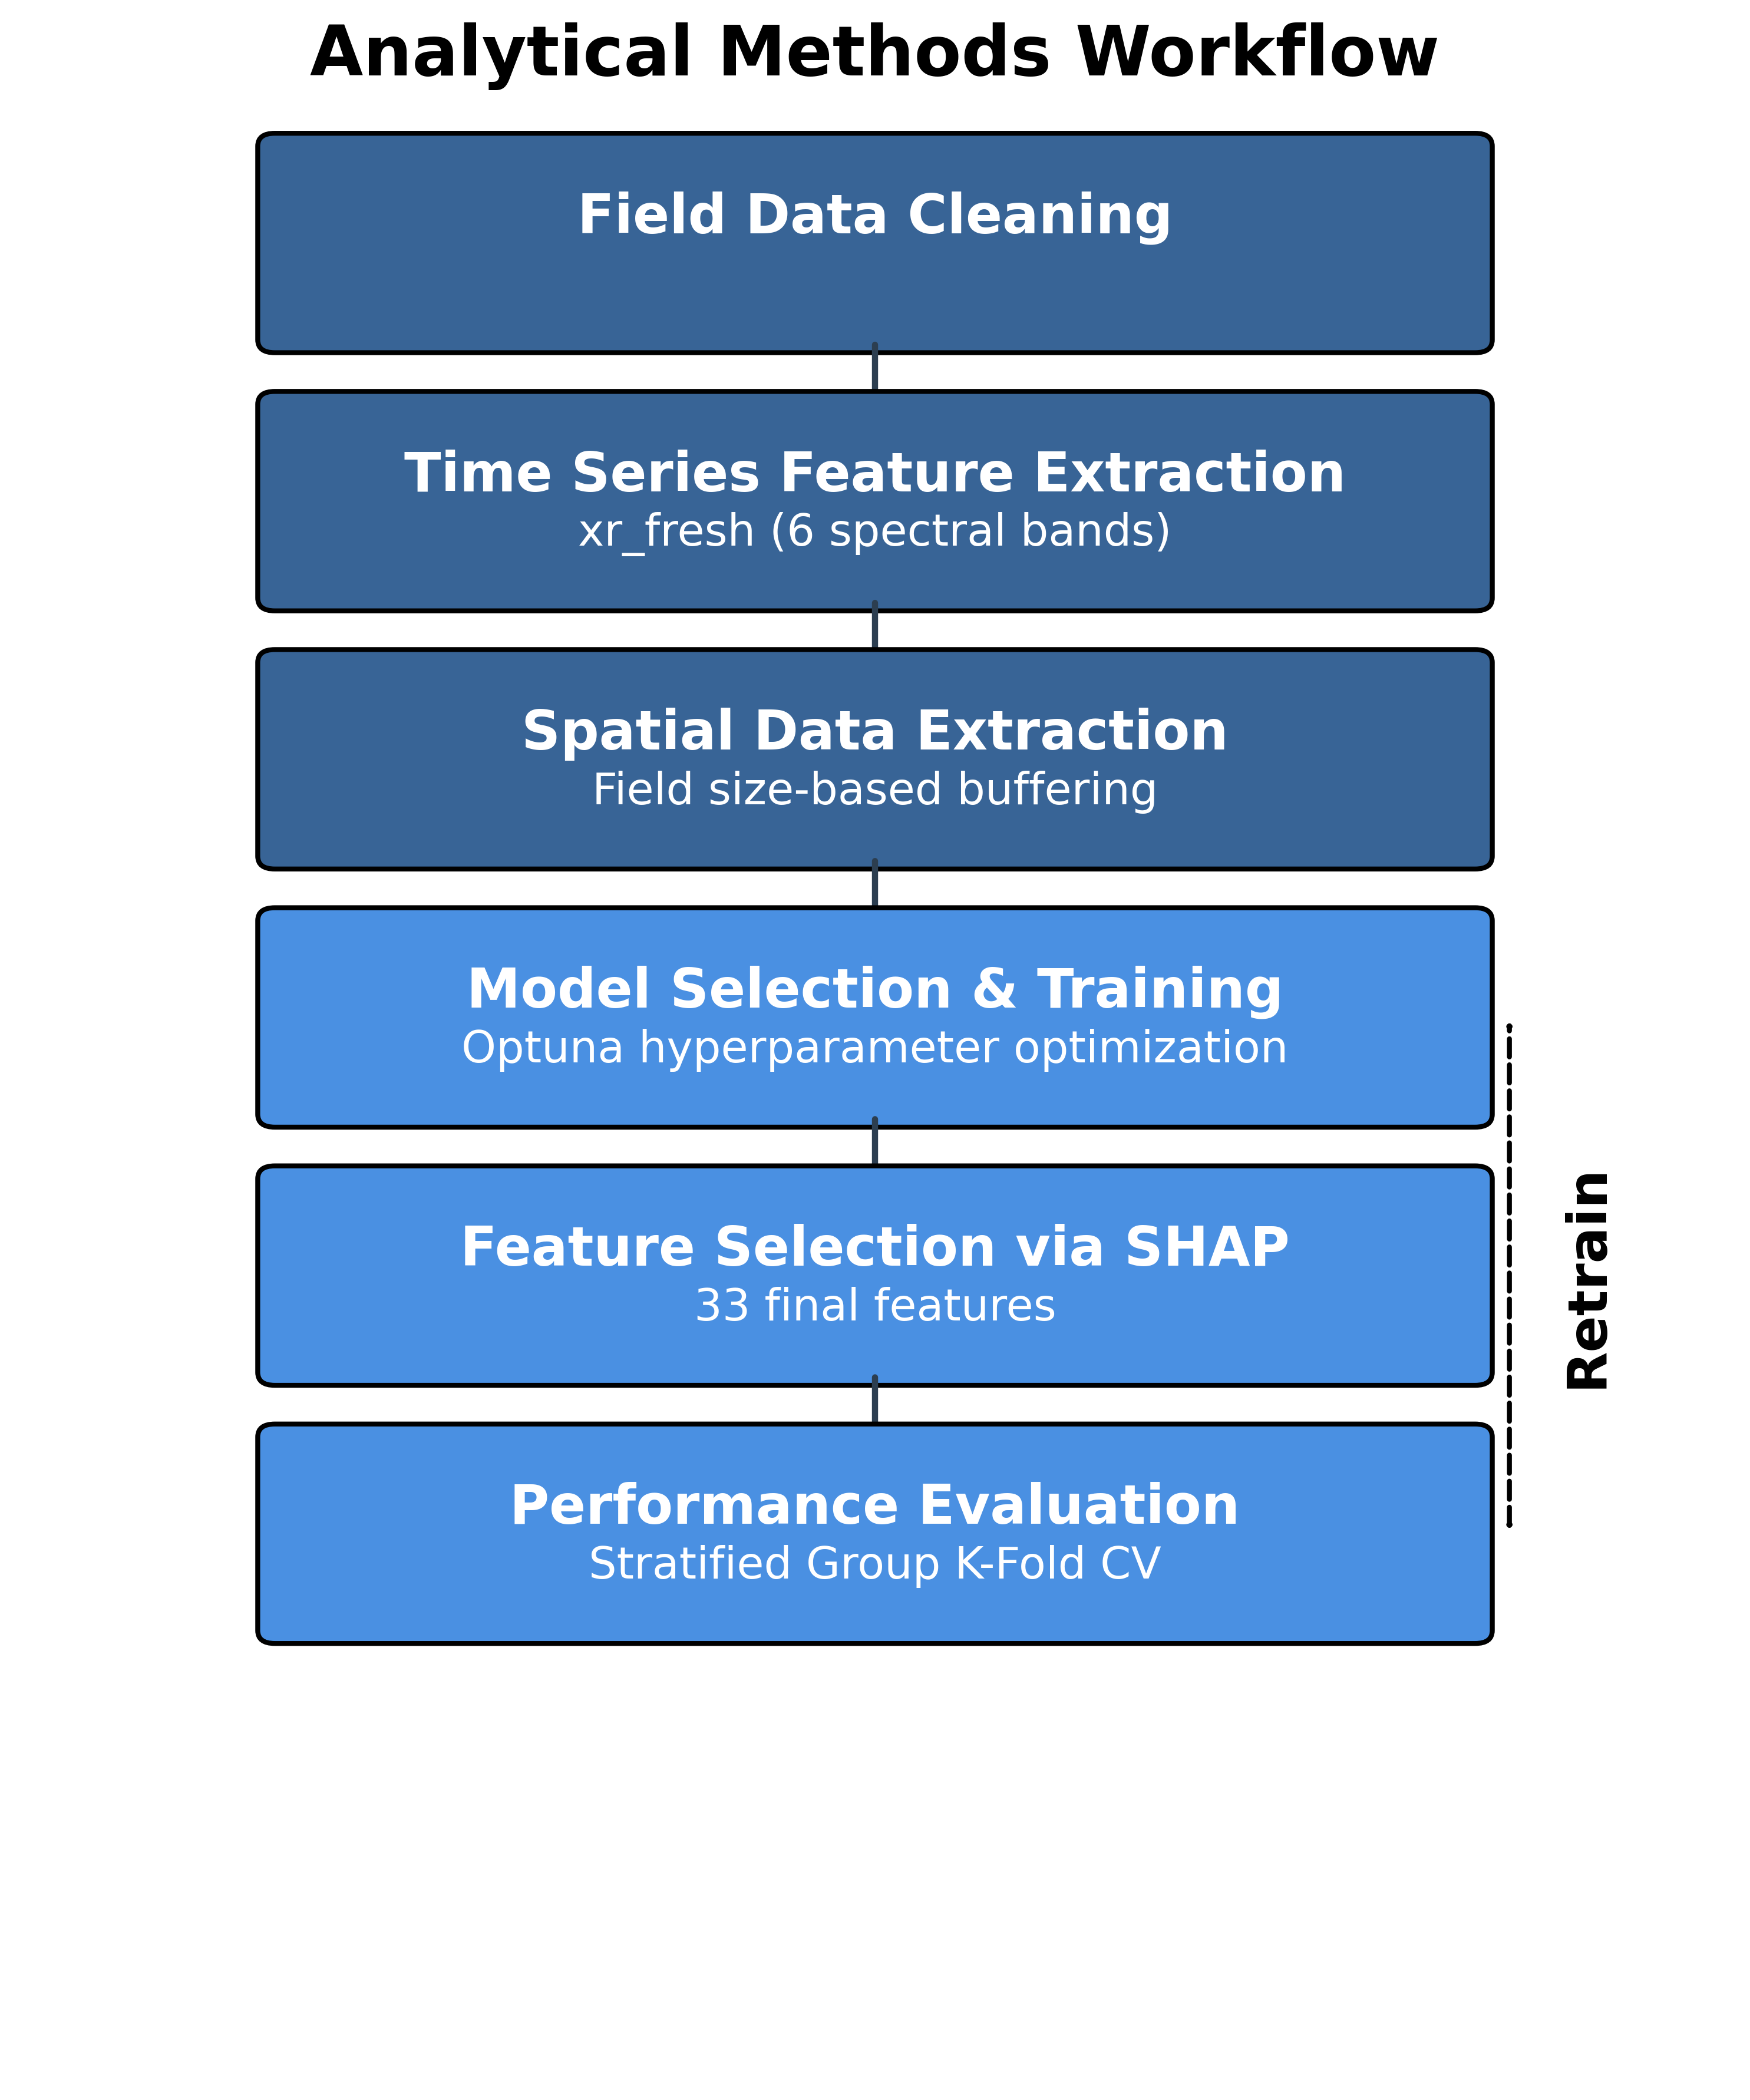 Analytical Methods Workflow
Field Data Cleaning
Time Series Feature Extraction
xr_fresh (6 spectral bands)
Spatial Data Extraction
Field size-based buffering
Model Selection & Training
Optuna hyperparameter optimization
Feature Selection via SHAP
33 final features
Retrain
Performance Evaluation
Stratified Group K-Fold CV